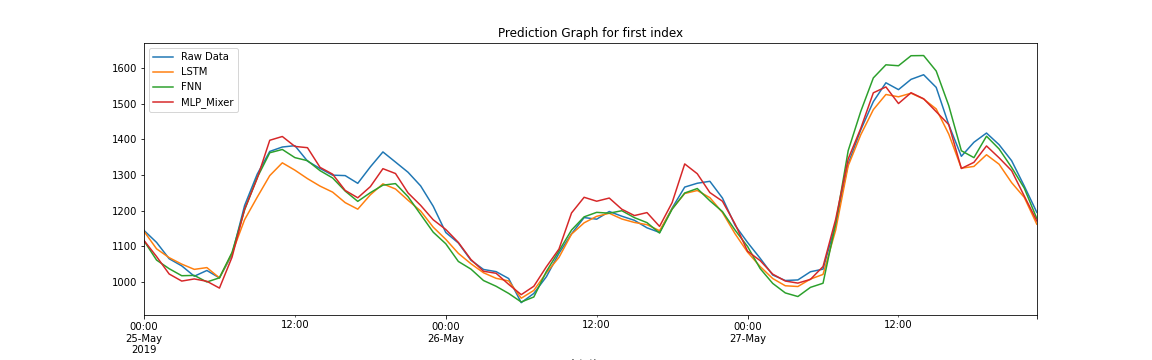 Prediction Graph for first index
Raw Data
LSTM
FNN
MLP_Mixer
1600
1500
1400
1300
1200
1100
1000
00:00
25-May
2019
12:00
00:00
26-May
12:00
00:00
27-May
12:00